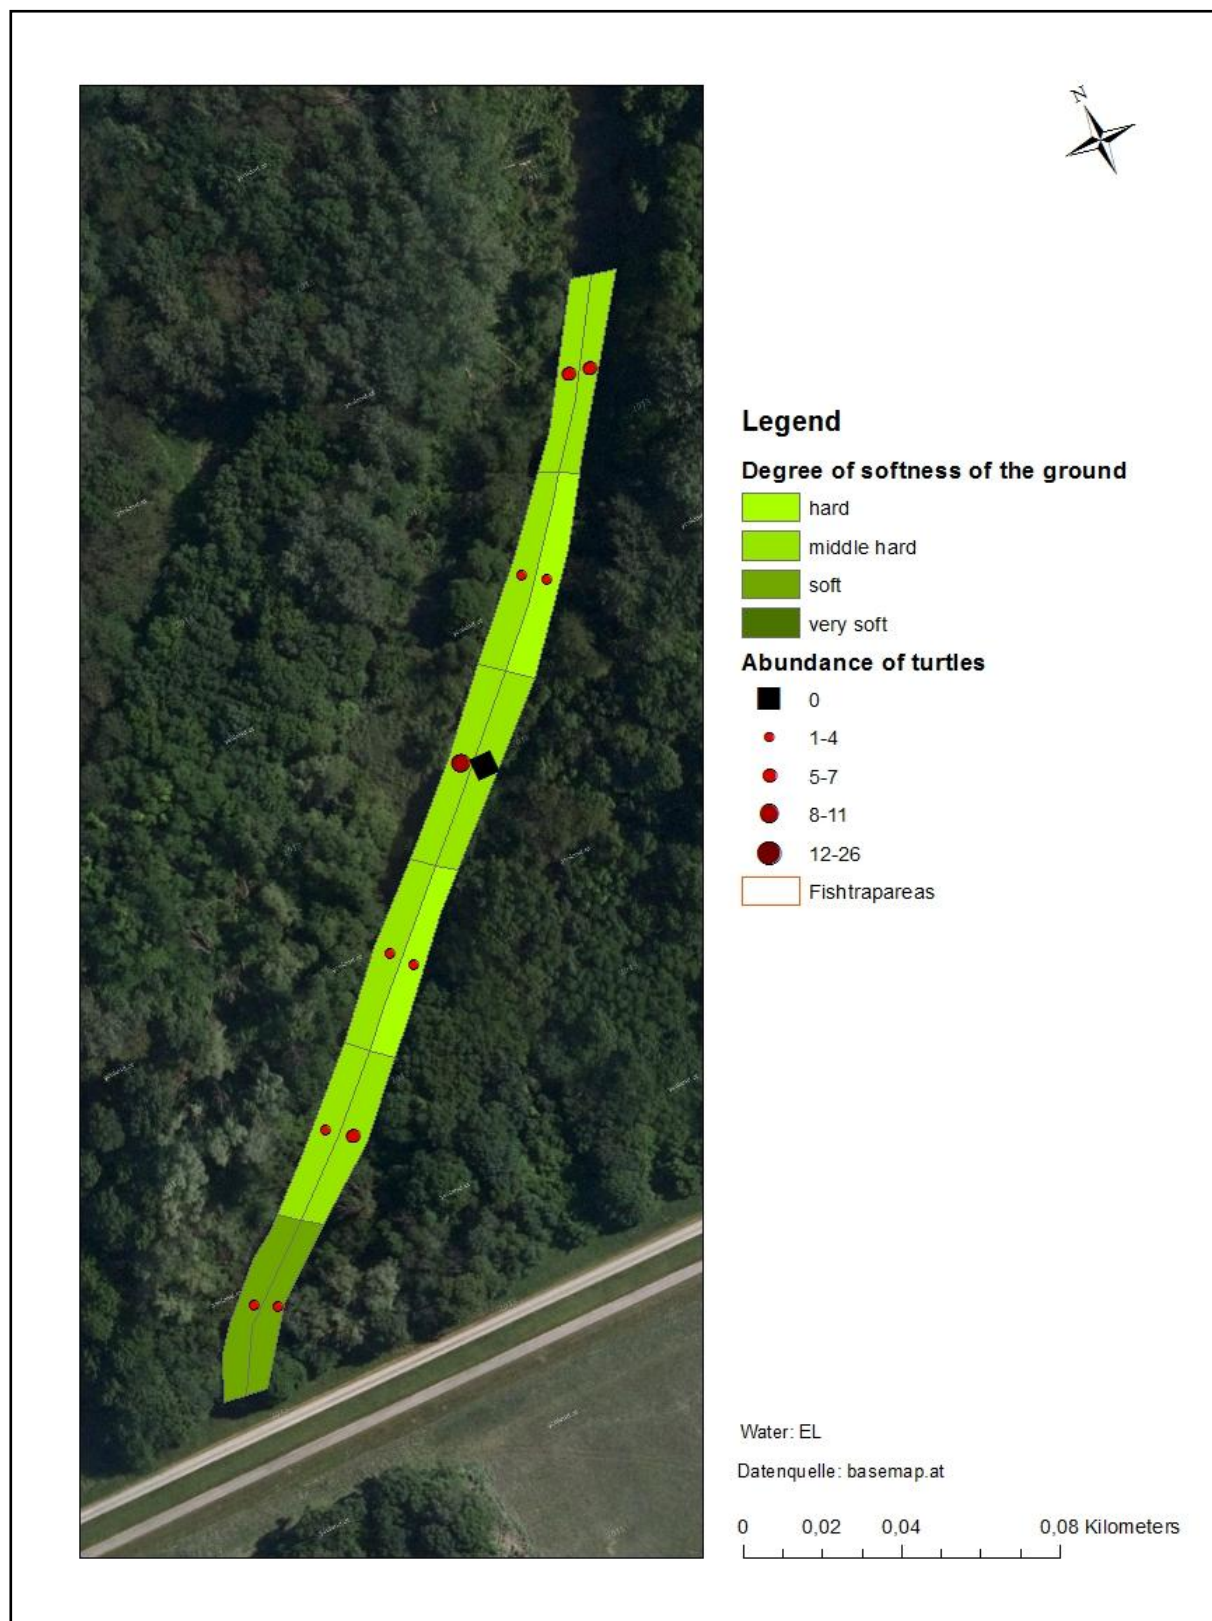 N
Legend
Degree of softness of the ground
hard
middle hard
soft
very soft
Abundance of turtles
0
1-4
5-7
8-11
12-26
Fishtrapareas
Water: EL
Datenquelle: basemap.at
0 0,02 0,04 0,08 Kilometers